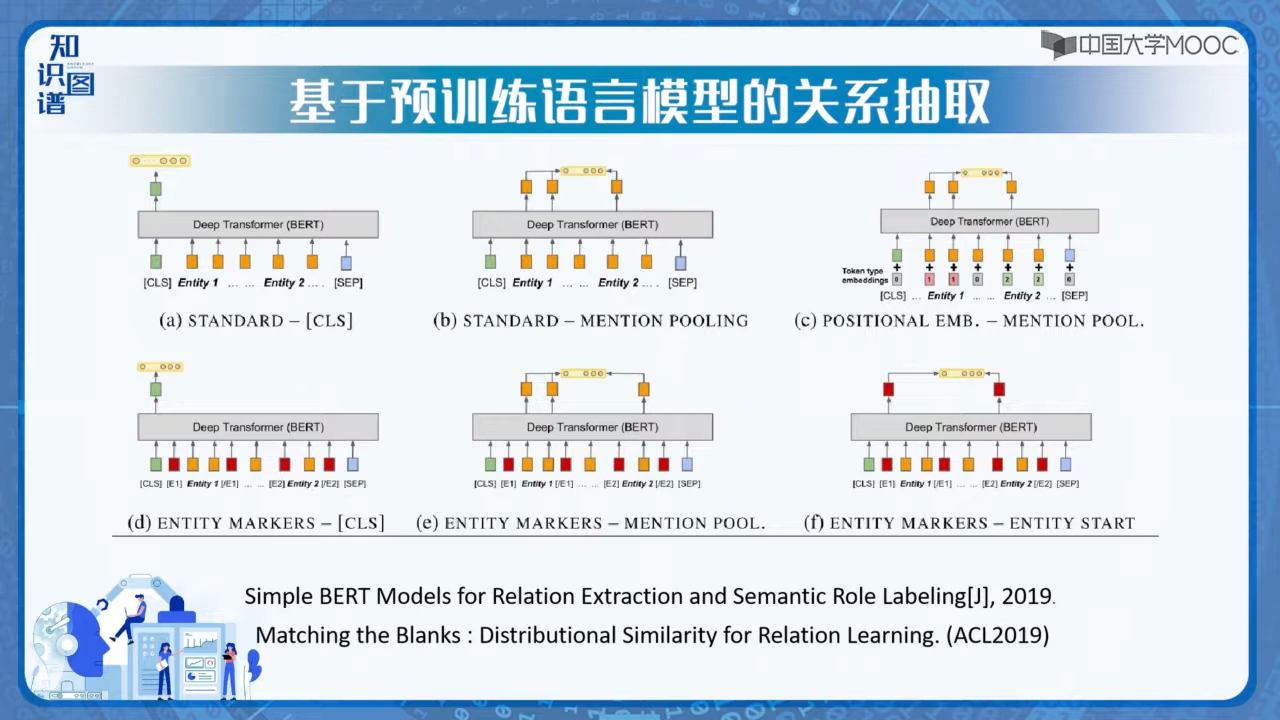 知识图谱
中国大学MOOC
基于预训练语言模型的关系抽取
Deep Transformer (BERT)
[CLS] Entity 1 ... ... Entity 2 ... . [SEP]
(a) STANDARD – [CLS]
Deep Transformer (BERT)
[CLS] Entity 1 ... ... Entity 2 ... . [SEP]
(b) STANDARD – MENTION POOLING
Deep Transformer (BERT)
Token type
embeddings
0 1 1 0 2 2 0
[CLS] ... Entity 1 ... ... Entity 2 ... [SEP]
(c) POSITIONAL EMB. – MENTION POOL.
Deep Transformer (BERT)
[CLS] [E1] Entity 1 [/E1] ... ... [E2] Entity 2 [/E2] [SEP]
(d) ENTITY MARKERS – [CLS]
Deep Transformer (BERT)
[CLS] [E1] Entity 1 [/E1] ... ... [E2] Entity 2 [/E2] [SEP]
(e) ENTITY MARKERS – MENTION POOL.
Deep Transformer (BERT)
[CLS] [E1] Entity 1 [/E1] ... ... [E2] Entity 2 [/E2] [SEP]
(f) ENTITY MARKERS – ENTITY START
Simple BERT Models for Relation Extraction and Semantic Role Labeling[J], 2019.
Matching the Blanks : Distributional Similarity for Relation Learning. (ACL2019)